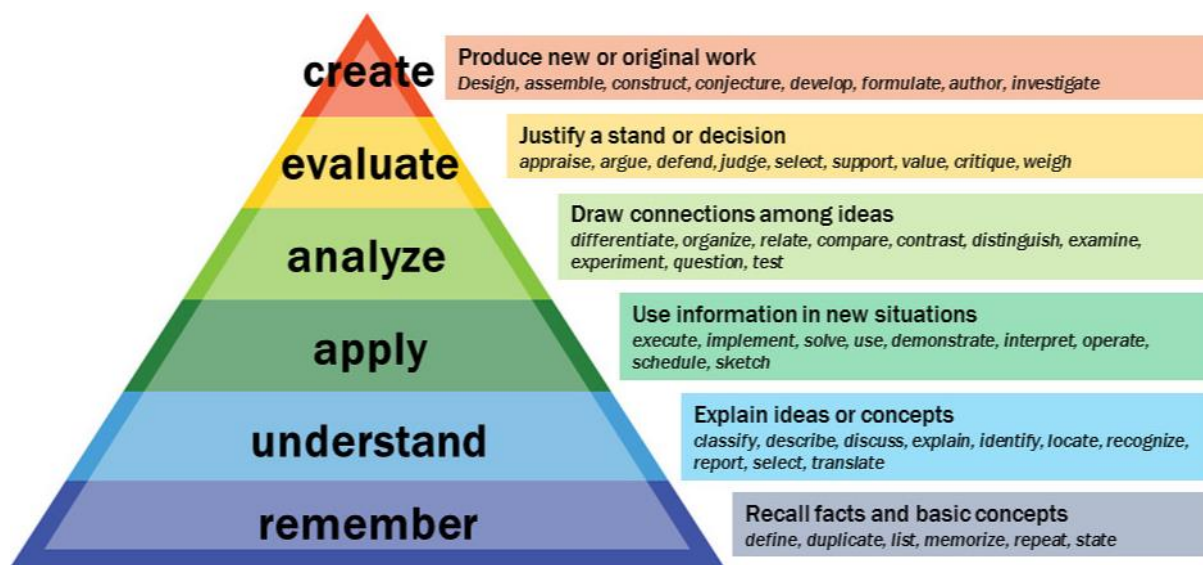 create
Produce new or original work
Design, assemble, construct, conjecture, develop, formulate, author, investigate
evaluate
Justify a stand or decision
appraise, argue, defend, judge, select, support, value, critique, weigh
analyze
Draw connections among ideas
differentiate, organize, relate, compare, contrast, distinguish, examine,
experiment, question, test
apply
Use information in new situations
execute, implement, solve, use, demonstrate, interpret, operate,
schedule, sketch
understand
Explain ideas or concepts
classify, describe, discuss, explain, identify, locate, recognize,
report, select, translate
remember
Recall facts and basic concepts
define, duplicate, list, memorize, repeat, state